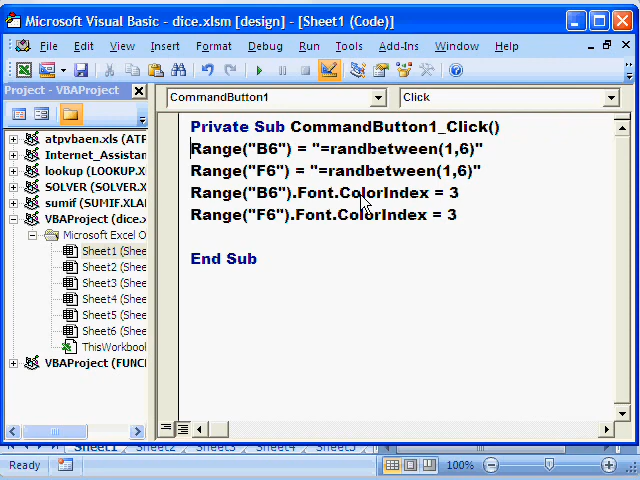 Microsoft Visual Basic - dice.xlsm [design] - [Sheet1 (Code)]
File Edit View Insert Format Debug Run Tools Add-Ins Window Help
Project - VBAProject
CommandButton1 Click
atpvbaen.xls (ATP
Internet_Assistan
lookup (LOOKUP.X
SOLVER (SOLVER.X
sumif (SUMIF.XLA
VBAProject (dice.x
Microsoft Excel O
Sheet1 (Shee
Sheet2 (Shee
Sheet3 (Shee
Sheet4 (Shee
Sheet5 (Shee
Sheet6 (Shee
ThisWorkbook
VBAProject (FUNC
Private Sub CommandButton1_Click()
Range("B6") = "=randbetween(1,6)"
Range("F6") = "=randbetween(1,6)"
Range("B6").Font.ColorIndex = 3
Range("F6").Font.ColorIndex = 3
End Sub
Sheet1 Sheet2 Sheet3 Sheet4 Sheet5
Ready 100%